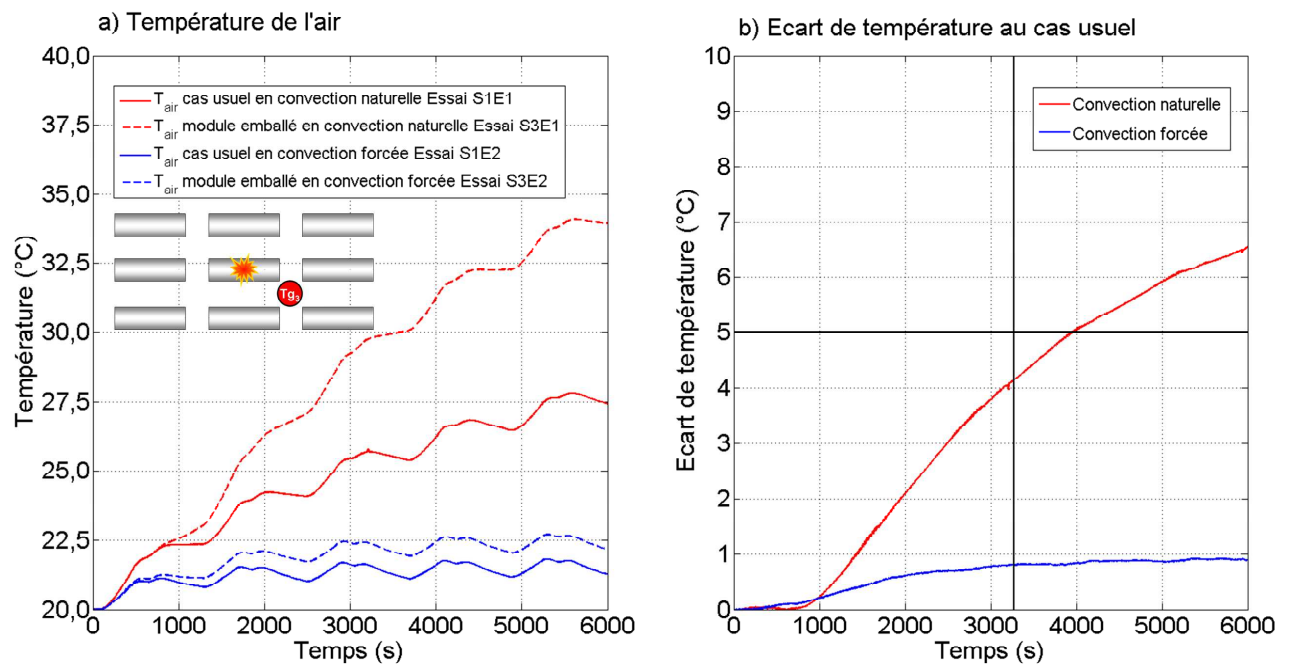 a) Température de l'air
b) Ecart de température au cas usuel
40,0
37,5
35,0
32,5
30,0
27,5
25,0
22,5
20,0
Température (°C)
T_air cas usuel en convection naturelle Essai S1E1
T_air module emballé en convection naturelle Essai S3E1
T_air cas usuel en convection forcée Essai S1E2
T_air module emballé en convection forcée Essai S3E2
Tg3
0 1000 2000 3000 4000 5000 6000
Temps (s)
10
9
8
7
6
5
4
3
2
1
0
Ecart de température (°C)
Convection naturelle
Convection forcée
0 1000 2000 3000 4000 5000 6000
Temps (s)